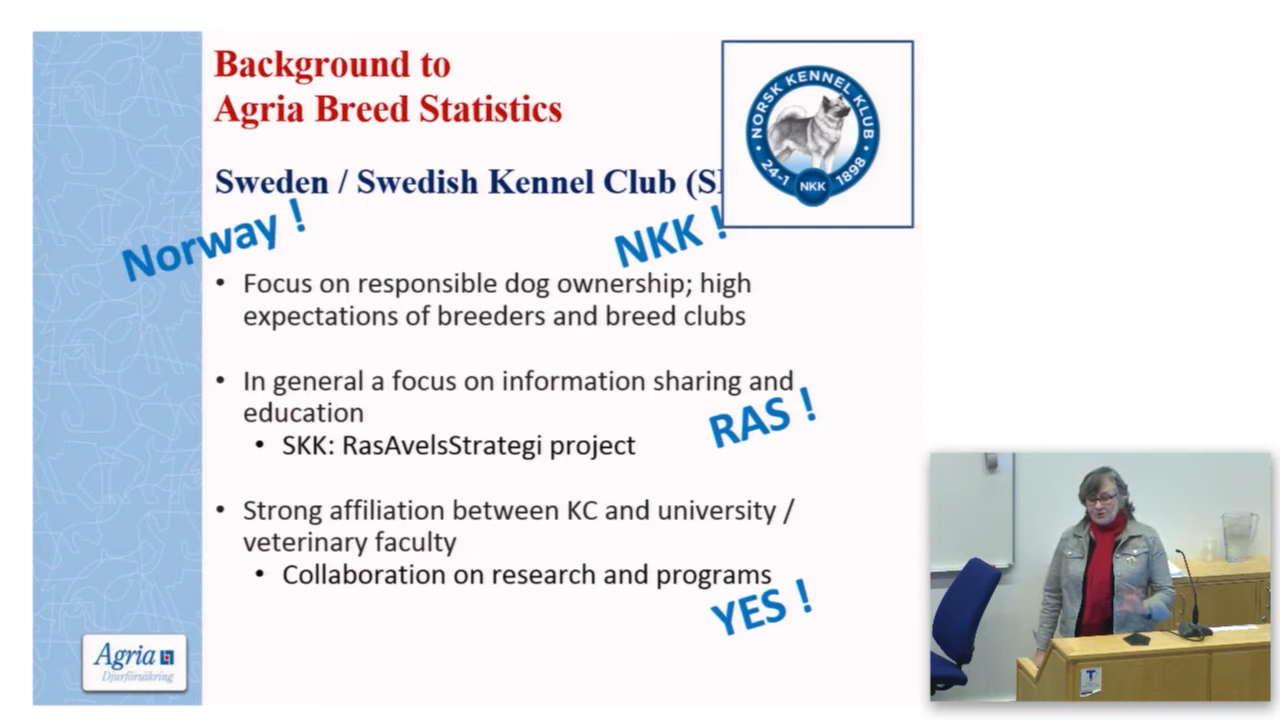 Background to
Agria Breed Statistics
NORSK KENNEL KLUB
24-1
1898
NKK
Sweden / Swedish Kennel Club (S
Norway !
NKK !
• Focus on responsible dog ownership; high
expectations of breeders and breed clubs
• In general a focus on information sharing and
education
RAS !
• SKK: RasAvelsStrategi project
• Strong affiliation between KC and university /
veterinary faculty
• Collaboration on research and programs
YES !
Agria
Djurförsäkring